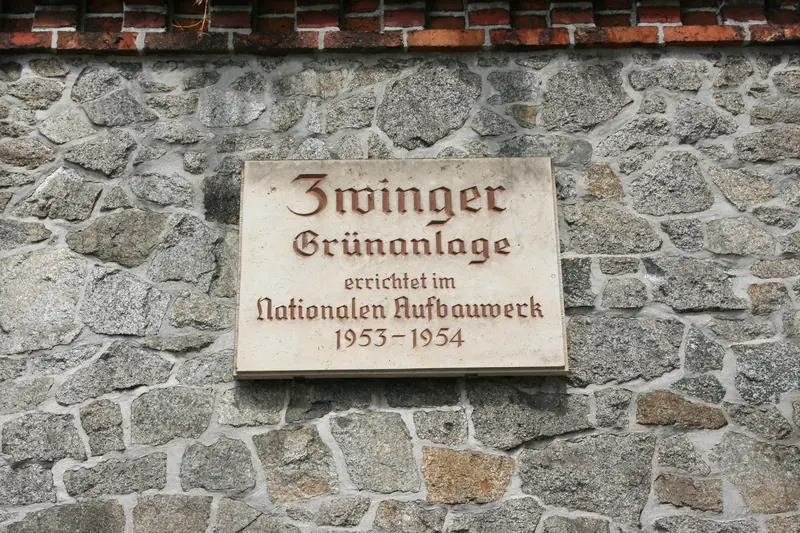 Zwinger
Grünanlage
errichtet im
Nationalen Aufbauwerk
1953-1954